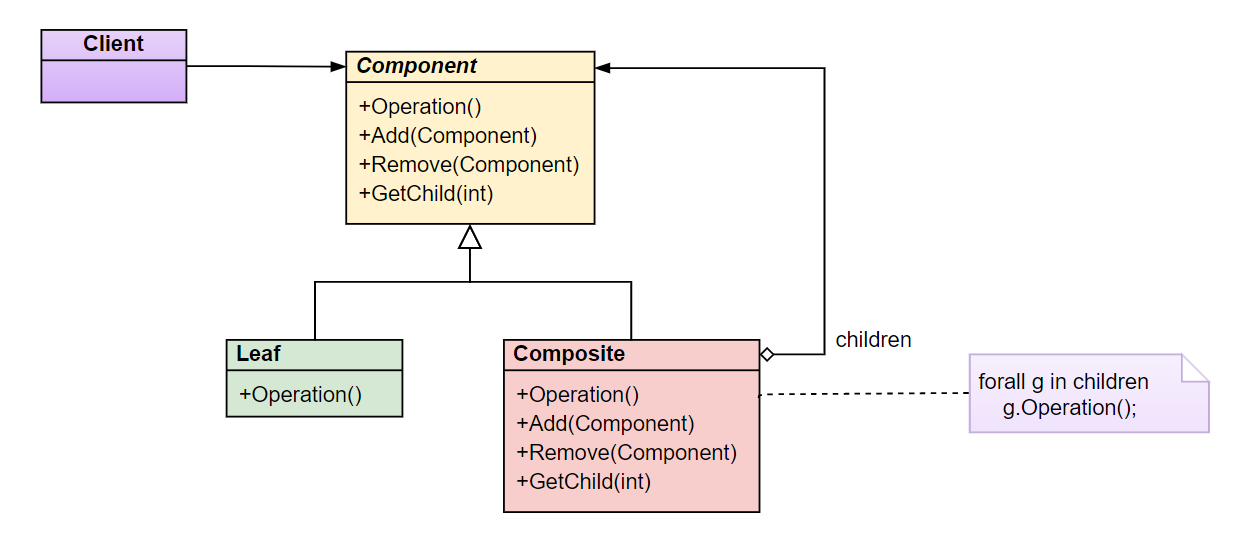 Client
Component
+Operation()
+Add(Component)
+Remove(Component)
+GetChild(int)
Leaf
+Operation()
Composite
+Operation()
+Add(Component)
+Remove(Component)
+GetChild(int)
children
forall g in children
g.Operation();